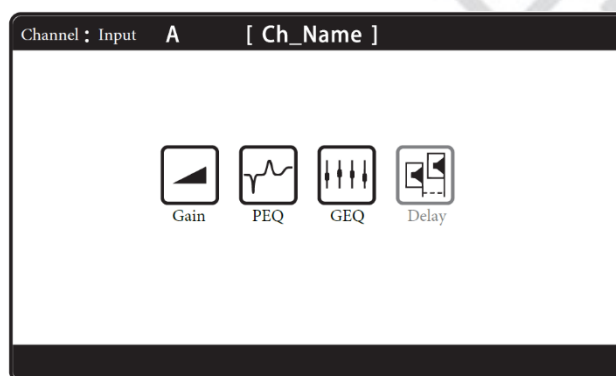 Channel : Input A [ Ch_Name ]
Gain PEQ GEQ Delay